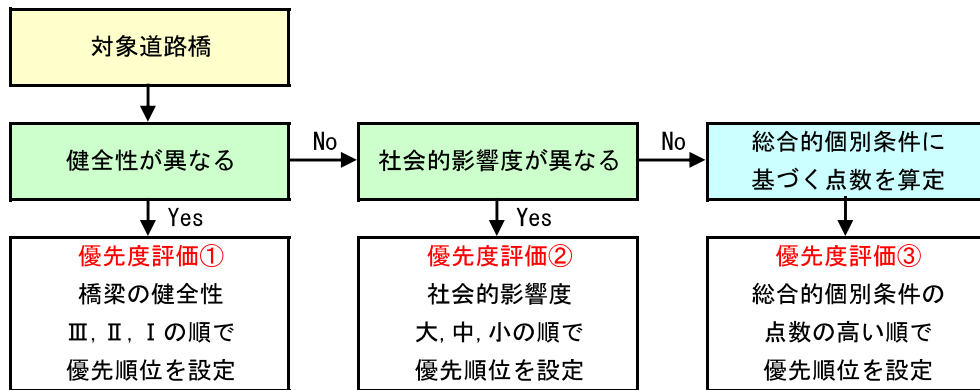 対象道路橋
健全性が異なる
No
社会的影響度が異なる
No
総合的個別条件に
基づく点数を算定
Yes
Yes
優先度評価①
橋梁の健全性
Ⅲ,Ⅱ,Ⅰの順で
優先順位を設定
優先度評価②
社会的影響度
大,中,小の順で
優先順位を設定
優先度評価③
総合的個別条件の
点数の高い順で
優先順位を設定